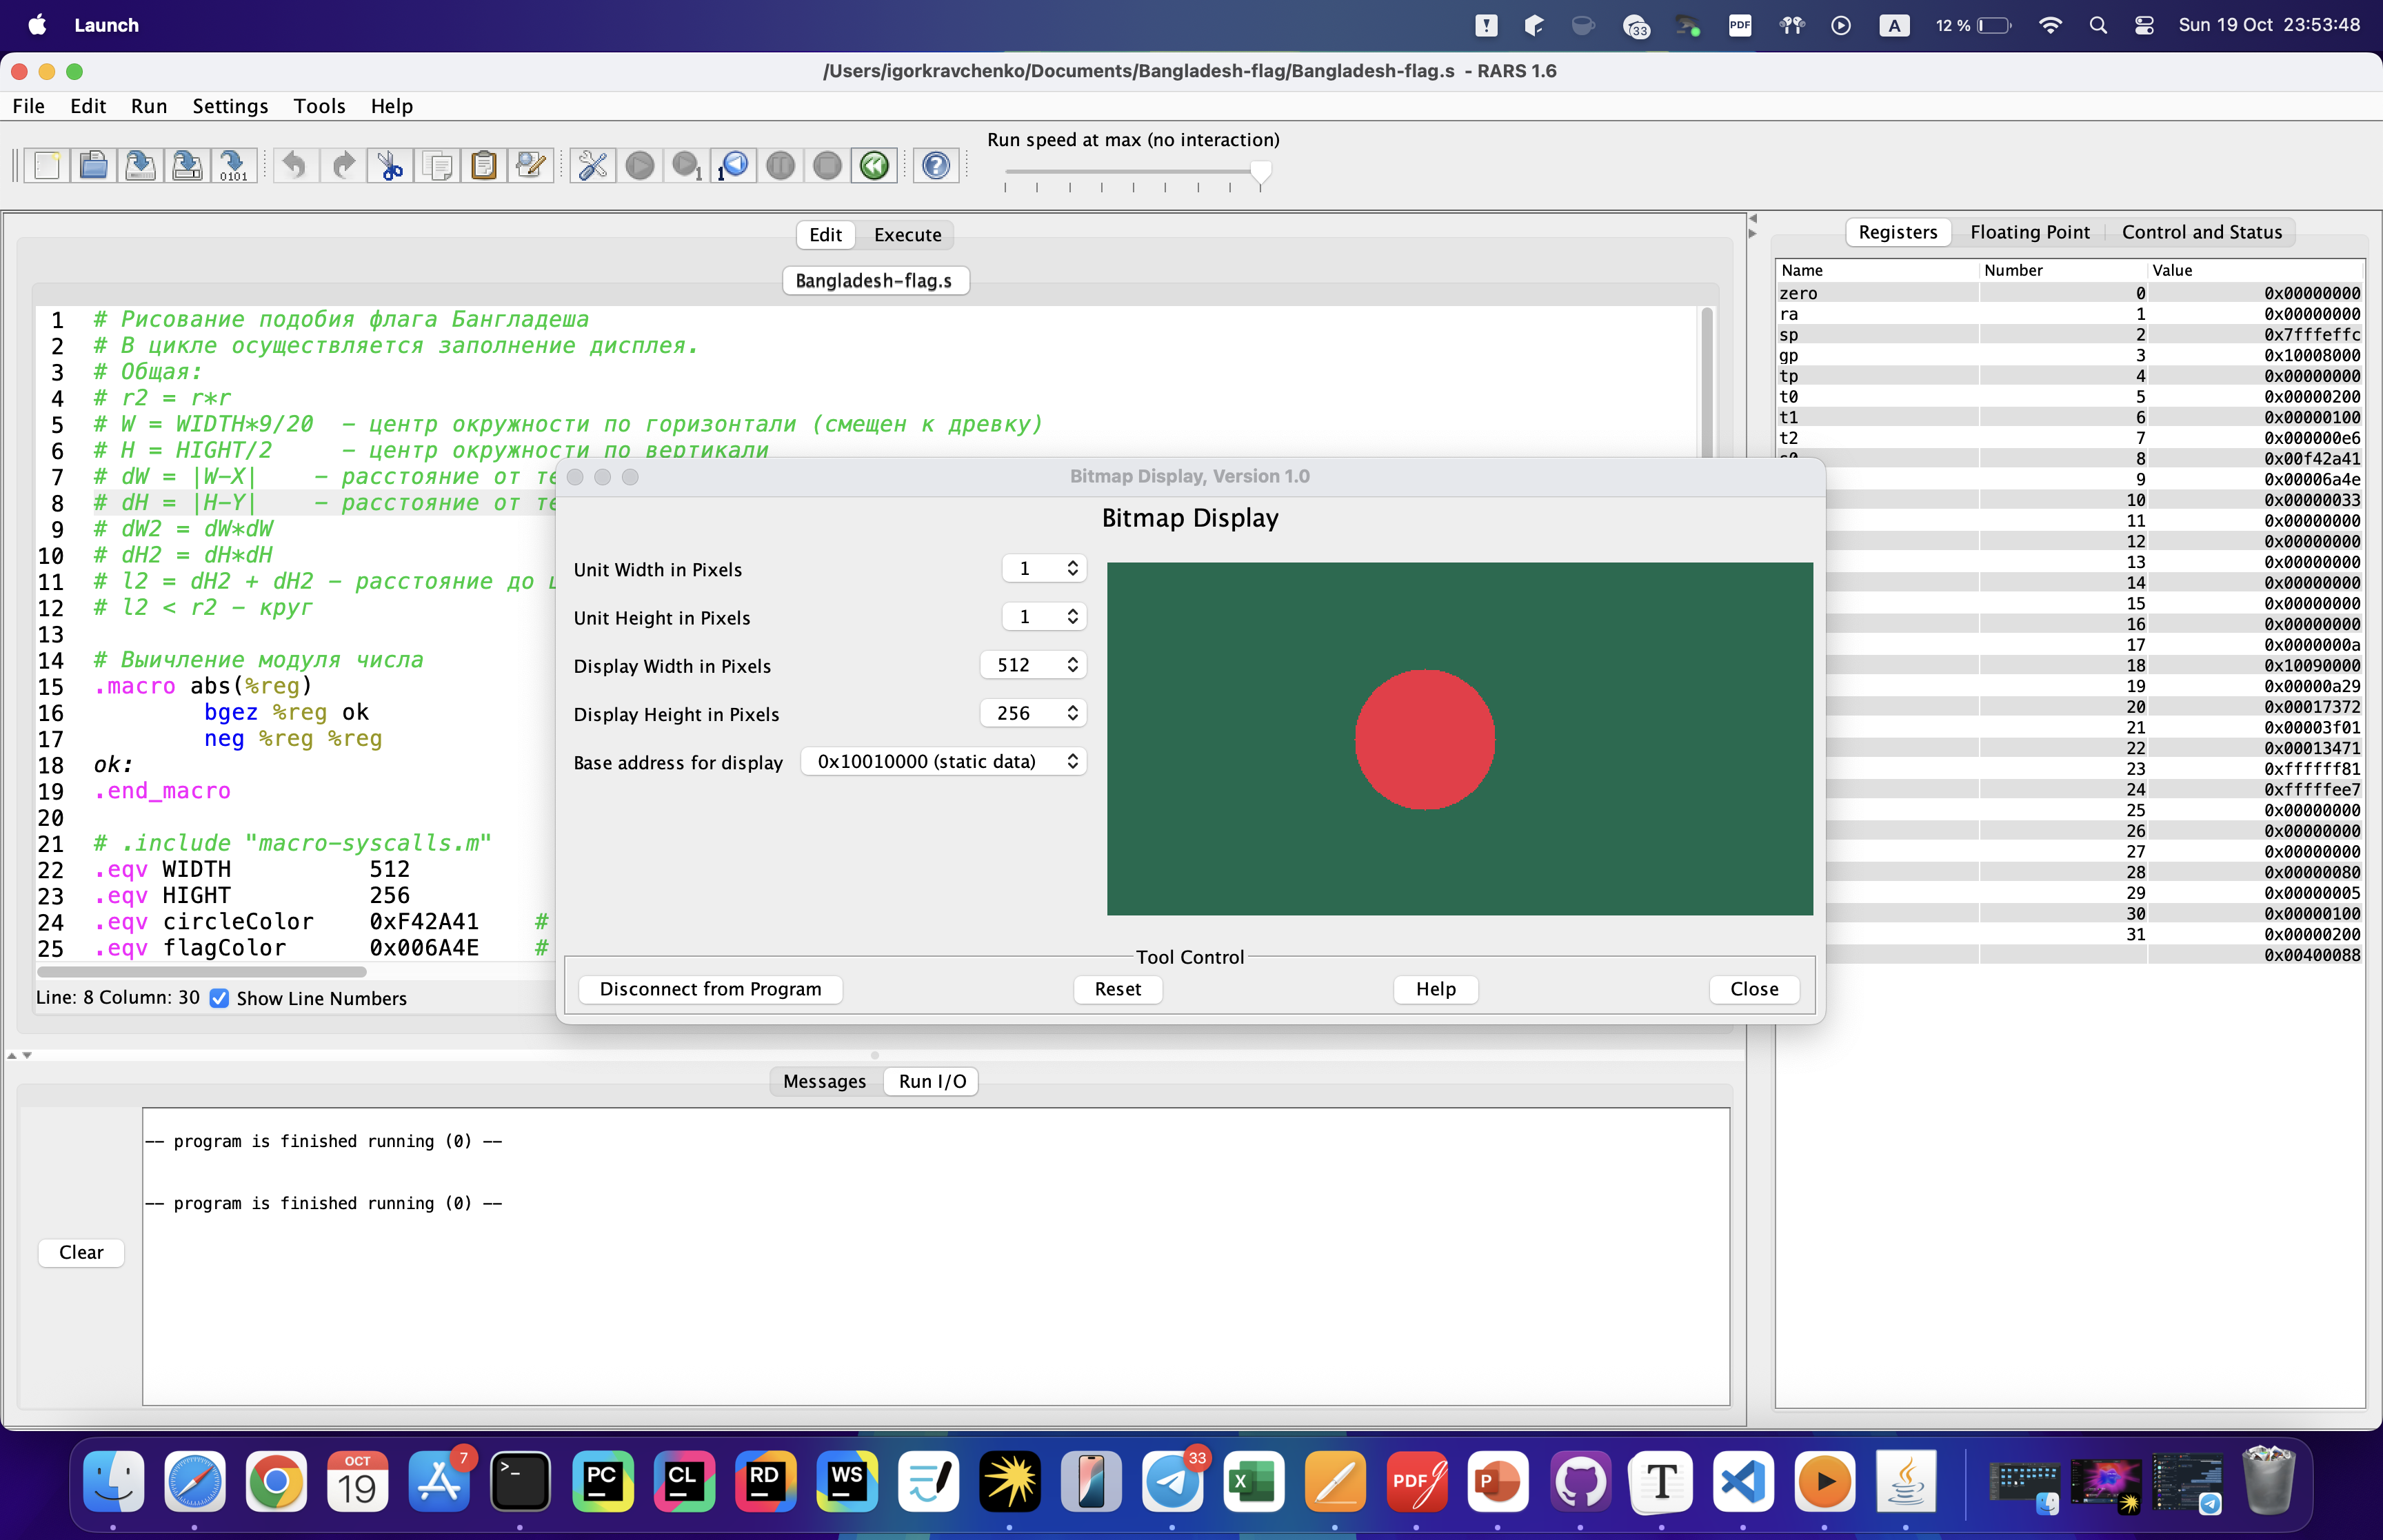 Launch
33
PDF
A
12 %
Sun 19 Oct 23:53:48
/Users/igorkravchenko/Documents/Bangladesh-flag/Bangladesh-flag.s - RARS 1.6
File Edit Run Settings Tools Help
Run speed at max (no interaction)
Edit Execute
Bangladesh-flag.s
1 # Рисование подобия флага Бангладеша
2 # В цикле осуществляется заполнение дисплея.
3 # Общая:
4 # r2 = r*r
5 # W = WIDTH*9/20 – центр окружности по горизонтали (смещен к древку)
6 # H = HIGHT/2 – центр окружности по вертикали
7 # dW = |W-X| – расстояние от те
8 # dH = |H-Y| – расстояние от те
9 # dW2 = dW*dW
10 # dH2 = dH*dH
11 # l2 = dH2 + dH2 – расстояние до ц
12 # l2 < r2 – круг
13
14 # Выичление модуля числа
15 .macro abs(%reg)
16 bgez %reg ok
17 neg %reg %reg
18 ok:
19 .end_macro
20
21 # .include "macro-syscalls.m"
22 .eqv WIDTH 512
23 .eqv HIGHT 256
24 .eqv circleColor 0xF42A41 #
25 .eqv flagColor 0x006A4E #
Line: 8 Column: 30 Show Line Numbers
Bitmap Display, Version 1.0
Bitmap Display
Unit Width in Pixels 1
Unit Height in Pixels 1
Display Width in Pixels 512
Display Height in Pixels 256
Base address for display 0x10010000 (static data)
Tool Control
Disconnect from Program Reset Help Close
Registers Floating Point Control and Status
Name Number Value
zero 0 0x00000000
ra 1 0x00000000
sp 2 0x7fffeffc
gp 3 0x10008000
tp 4 0x00000000
t0 5 0x00000200
t1 6 0x00000100
t2 7 0x000000e6
8 0x00f42a41
9 0x00006a4e
10 0x00000033
11 0x00000000
12 0x00000000
13 0x00000000
14 0x00000000
15 0x00000000
16 0x00000000
17 0x0000000a
18 0x10090000
19 0x00000a29
20 0x00017372
21 0x00003f01
22 0x00013471
23 0xffffff81
24 0xfffffee7
25 0x00000000
26 0x00000000
27 0x00000000
28 0x00000080
29 0x00000005
30 0x00000100
31 0x00000200
0x00400088
Messages Run I/O
-- program is finished running (0) --
-- program is finished running (0) --
Clear
OCT
19
7
PC
CL
RD
WS
33
X
PDF
P
T